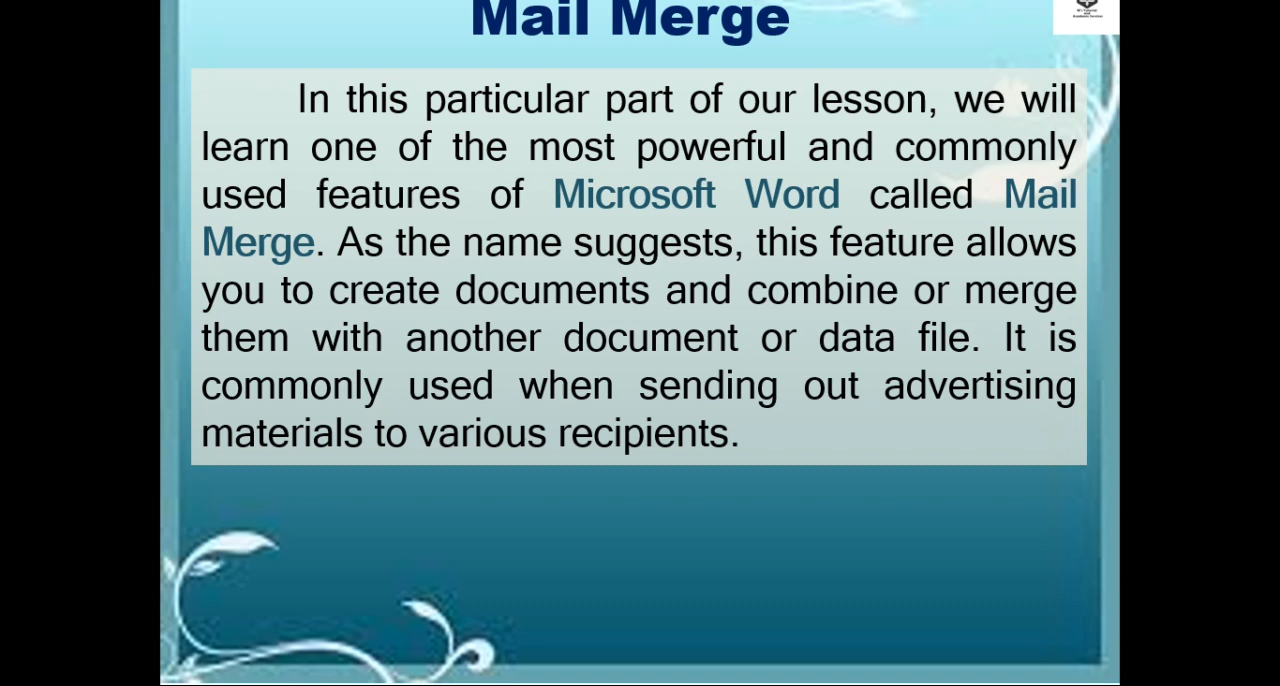 Mail Merge
In this particular part of our lesson, we will
learn one of the most powerful and commonly
used features of Microsoft Word called Mail
Merge. As the name suggests, this feature allows
you to create documents and combine or merge
them with another document or data file. It is
commonly used when sending out advertising
materials to various recipients.